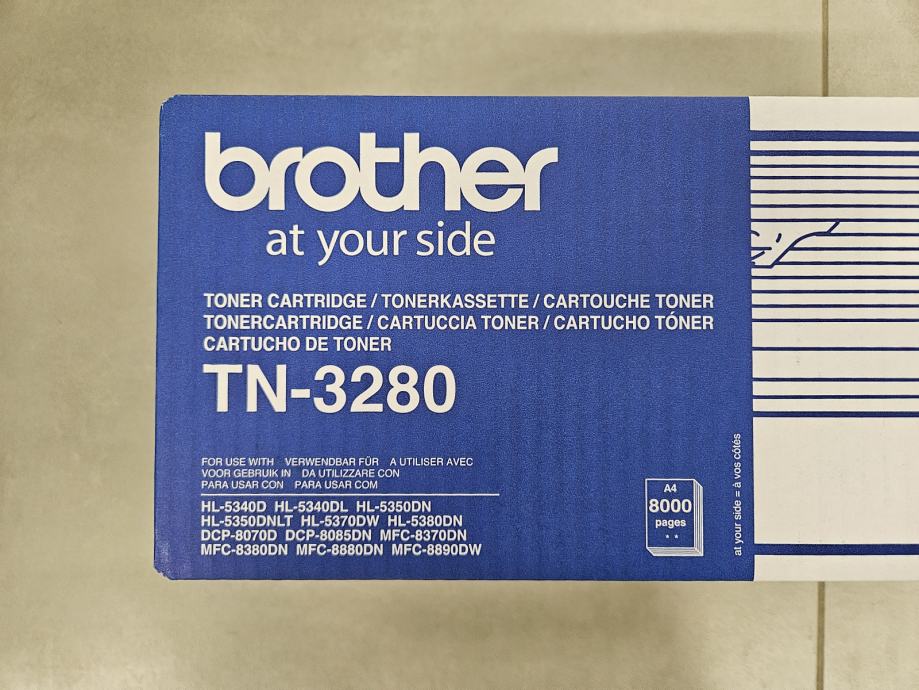 brother
at your side
TONER CARTRIDGE / TONERKASSETTE / CARTOUCHE TONER
TONERCARTRIDGE / CARTUCCIA TONER / CARTUCHO TÓNER
CARTUCHO DE TONER
TN-3280
FOR USE WITH VERWENDBAR FÜR A UTILISER AVEC
VOOR GEBRUIK IN DA UTILIZZARE CON
PARA USAR CON PARA USAR COM
HL-5340D HL-5340DL HL-5350DN
HL-5350DNLT HL-5370DW HL-5380DN
DCP-8070D DCP-8085DN MFC-8370DN
MFC-8380DN MFC-8880DN MFC-8890DW
A4
8000
pages
* *
at your side = à vos côtés